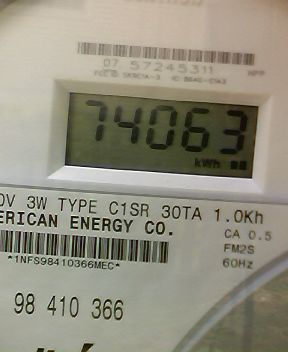 07 57245311
74063
kWh
0V 3W TYPE C1SR 30TA 1.0Kh
ERICAN ENERGY CO.
CA 0.5
FM2S
*1NFS98410366MEC*
60Hz
98 410 366